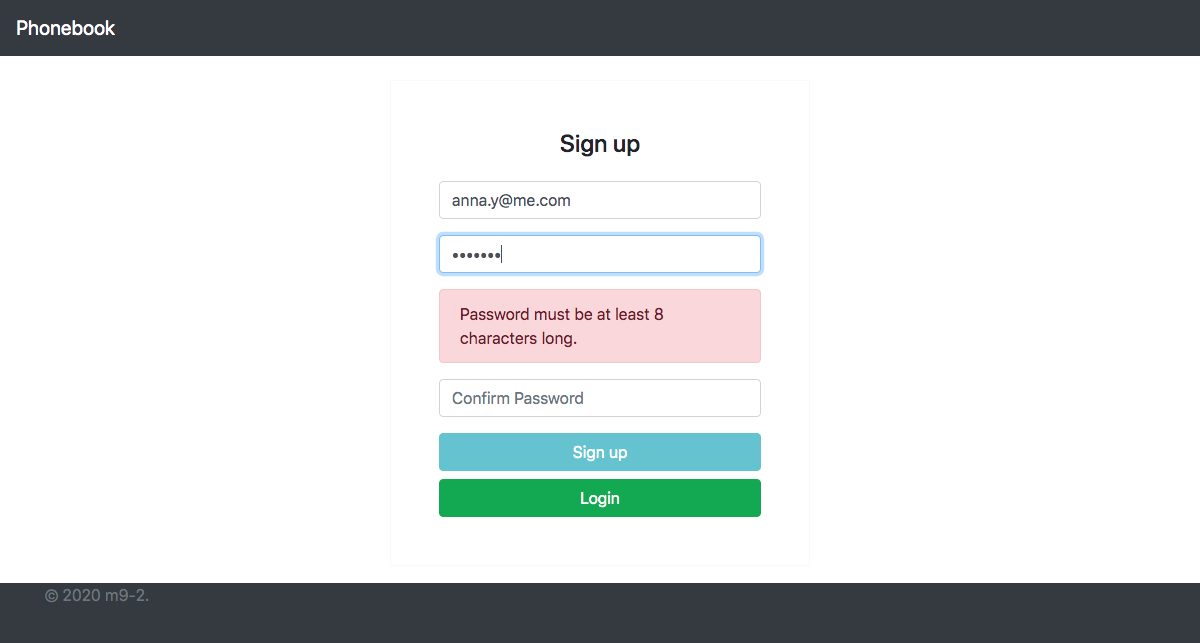 Phonebook
Sign up
anna.y@me.com
•••••••
Password must be at least 8
characters long.
Confirm Password
Sign up
Login
© 2020 m9-2.